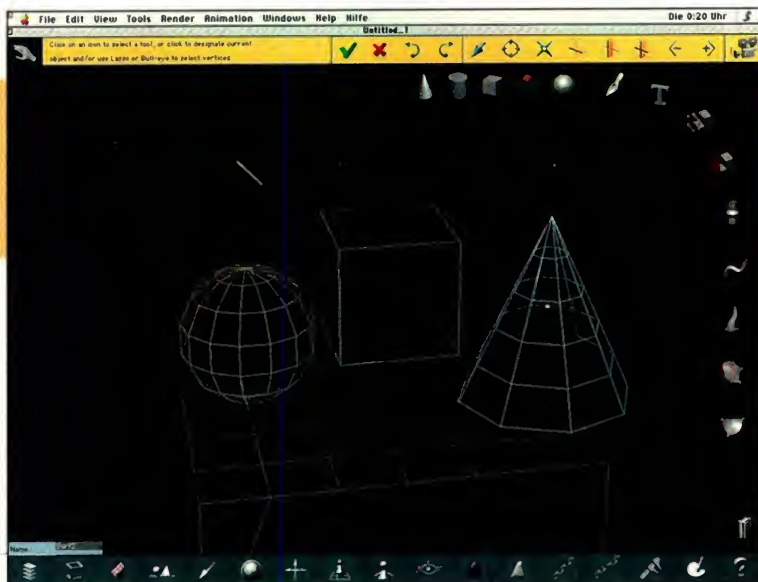 File Edit View Tools Render Animation Windows Help Hilfe Die 0:20 Uhr
Untitled_1
Click on an icon to select a tool, or click to designate current
object and/or use Lasso or Bull-eye to select vertices
T
Name